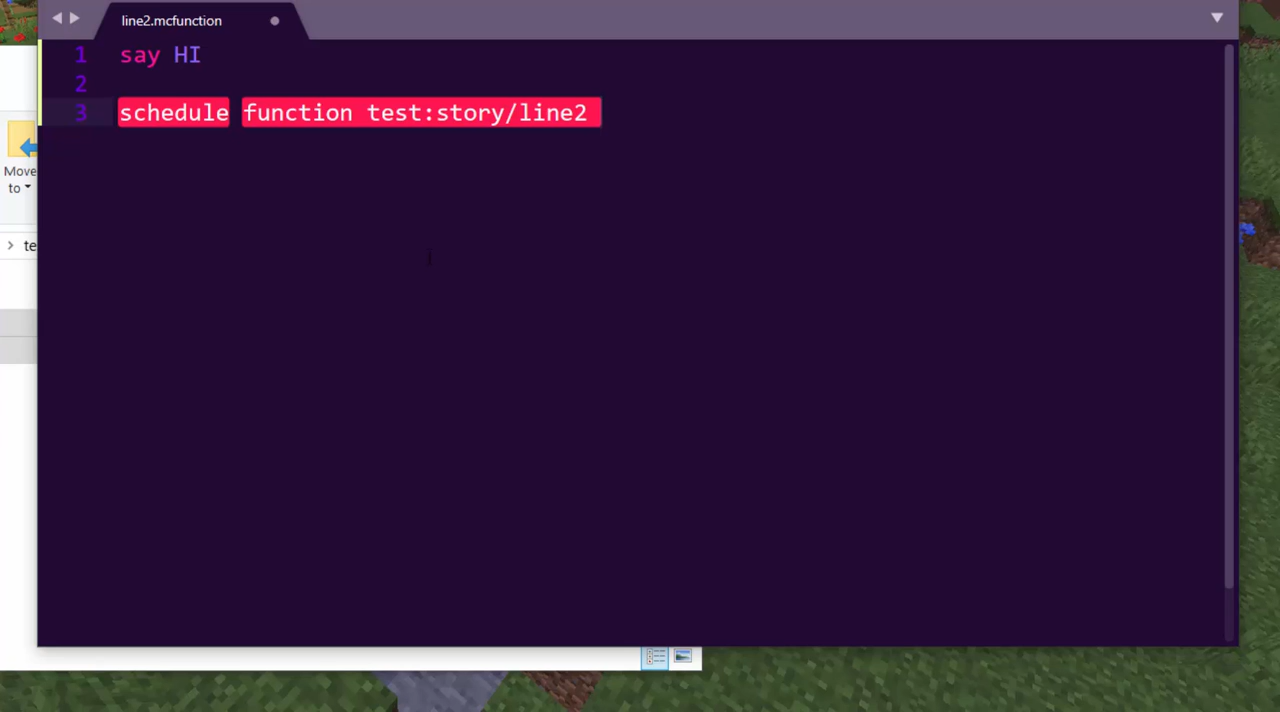 line2.mcfunction
1 say HI
2
3 schedule function test:story/line2
Move
to
te